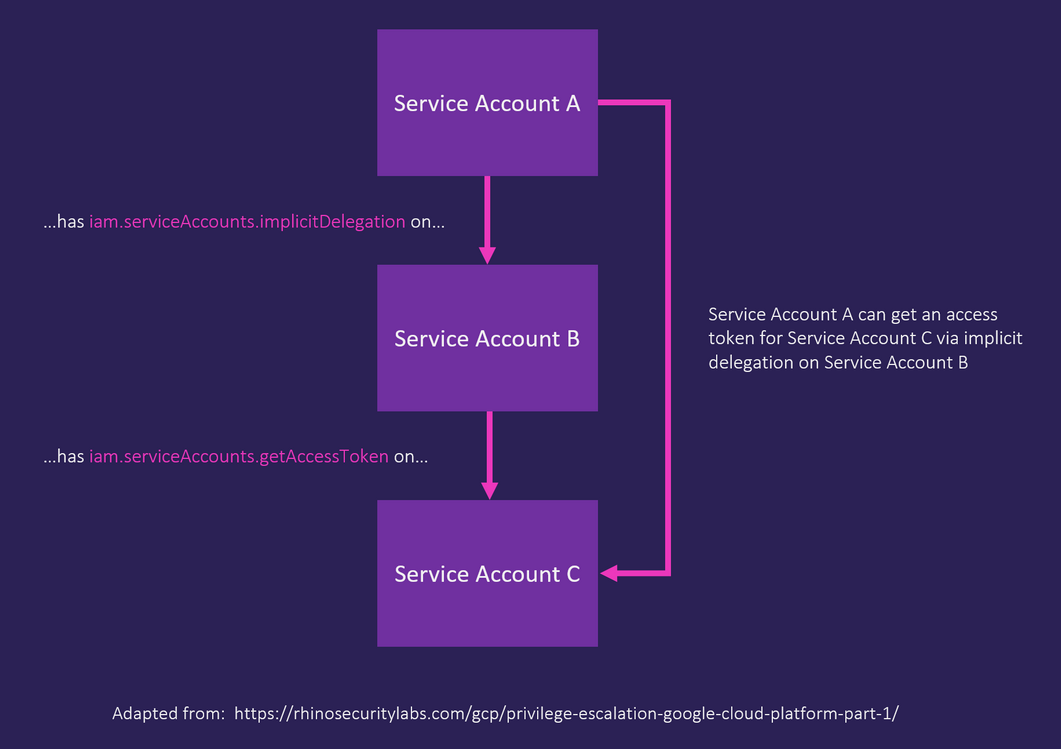 Service Account A
...has iam.serviceAccounts.implicitDelegation on...
Service Account B
Service Account A can get an access
token for Service Account C via implicit
delegation on Service Account B
...has iam.serviceAccounts.getAccessToken on...
Service Account C
Adapted from:  https://rhinosecuritylabs.com/gcp/privilege-escalation-google-cloud-platform-part-1/